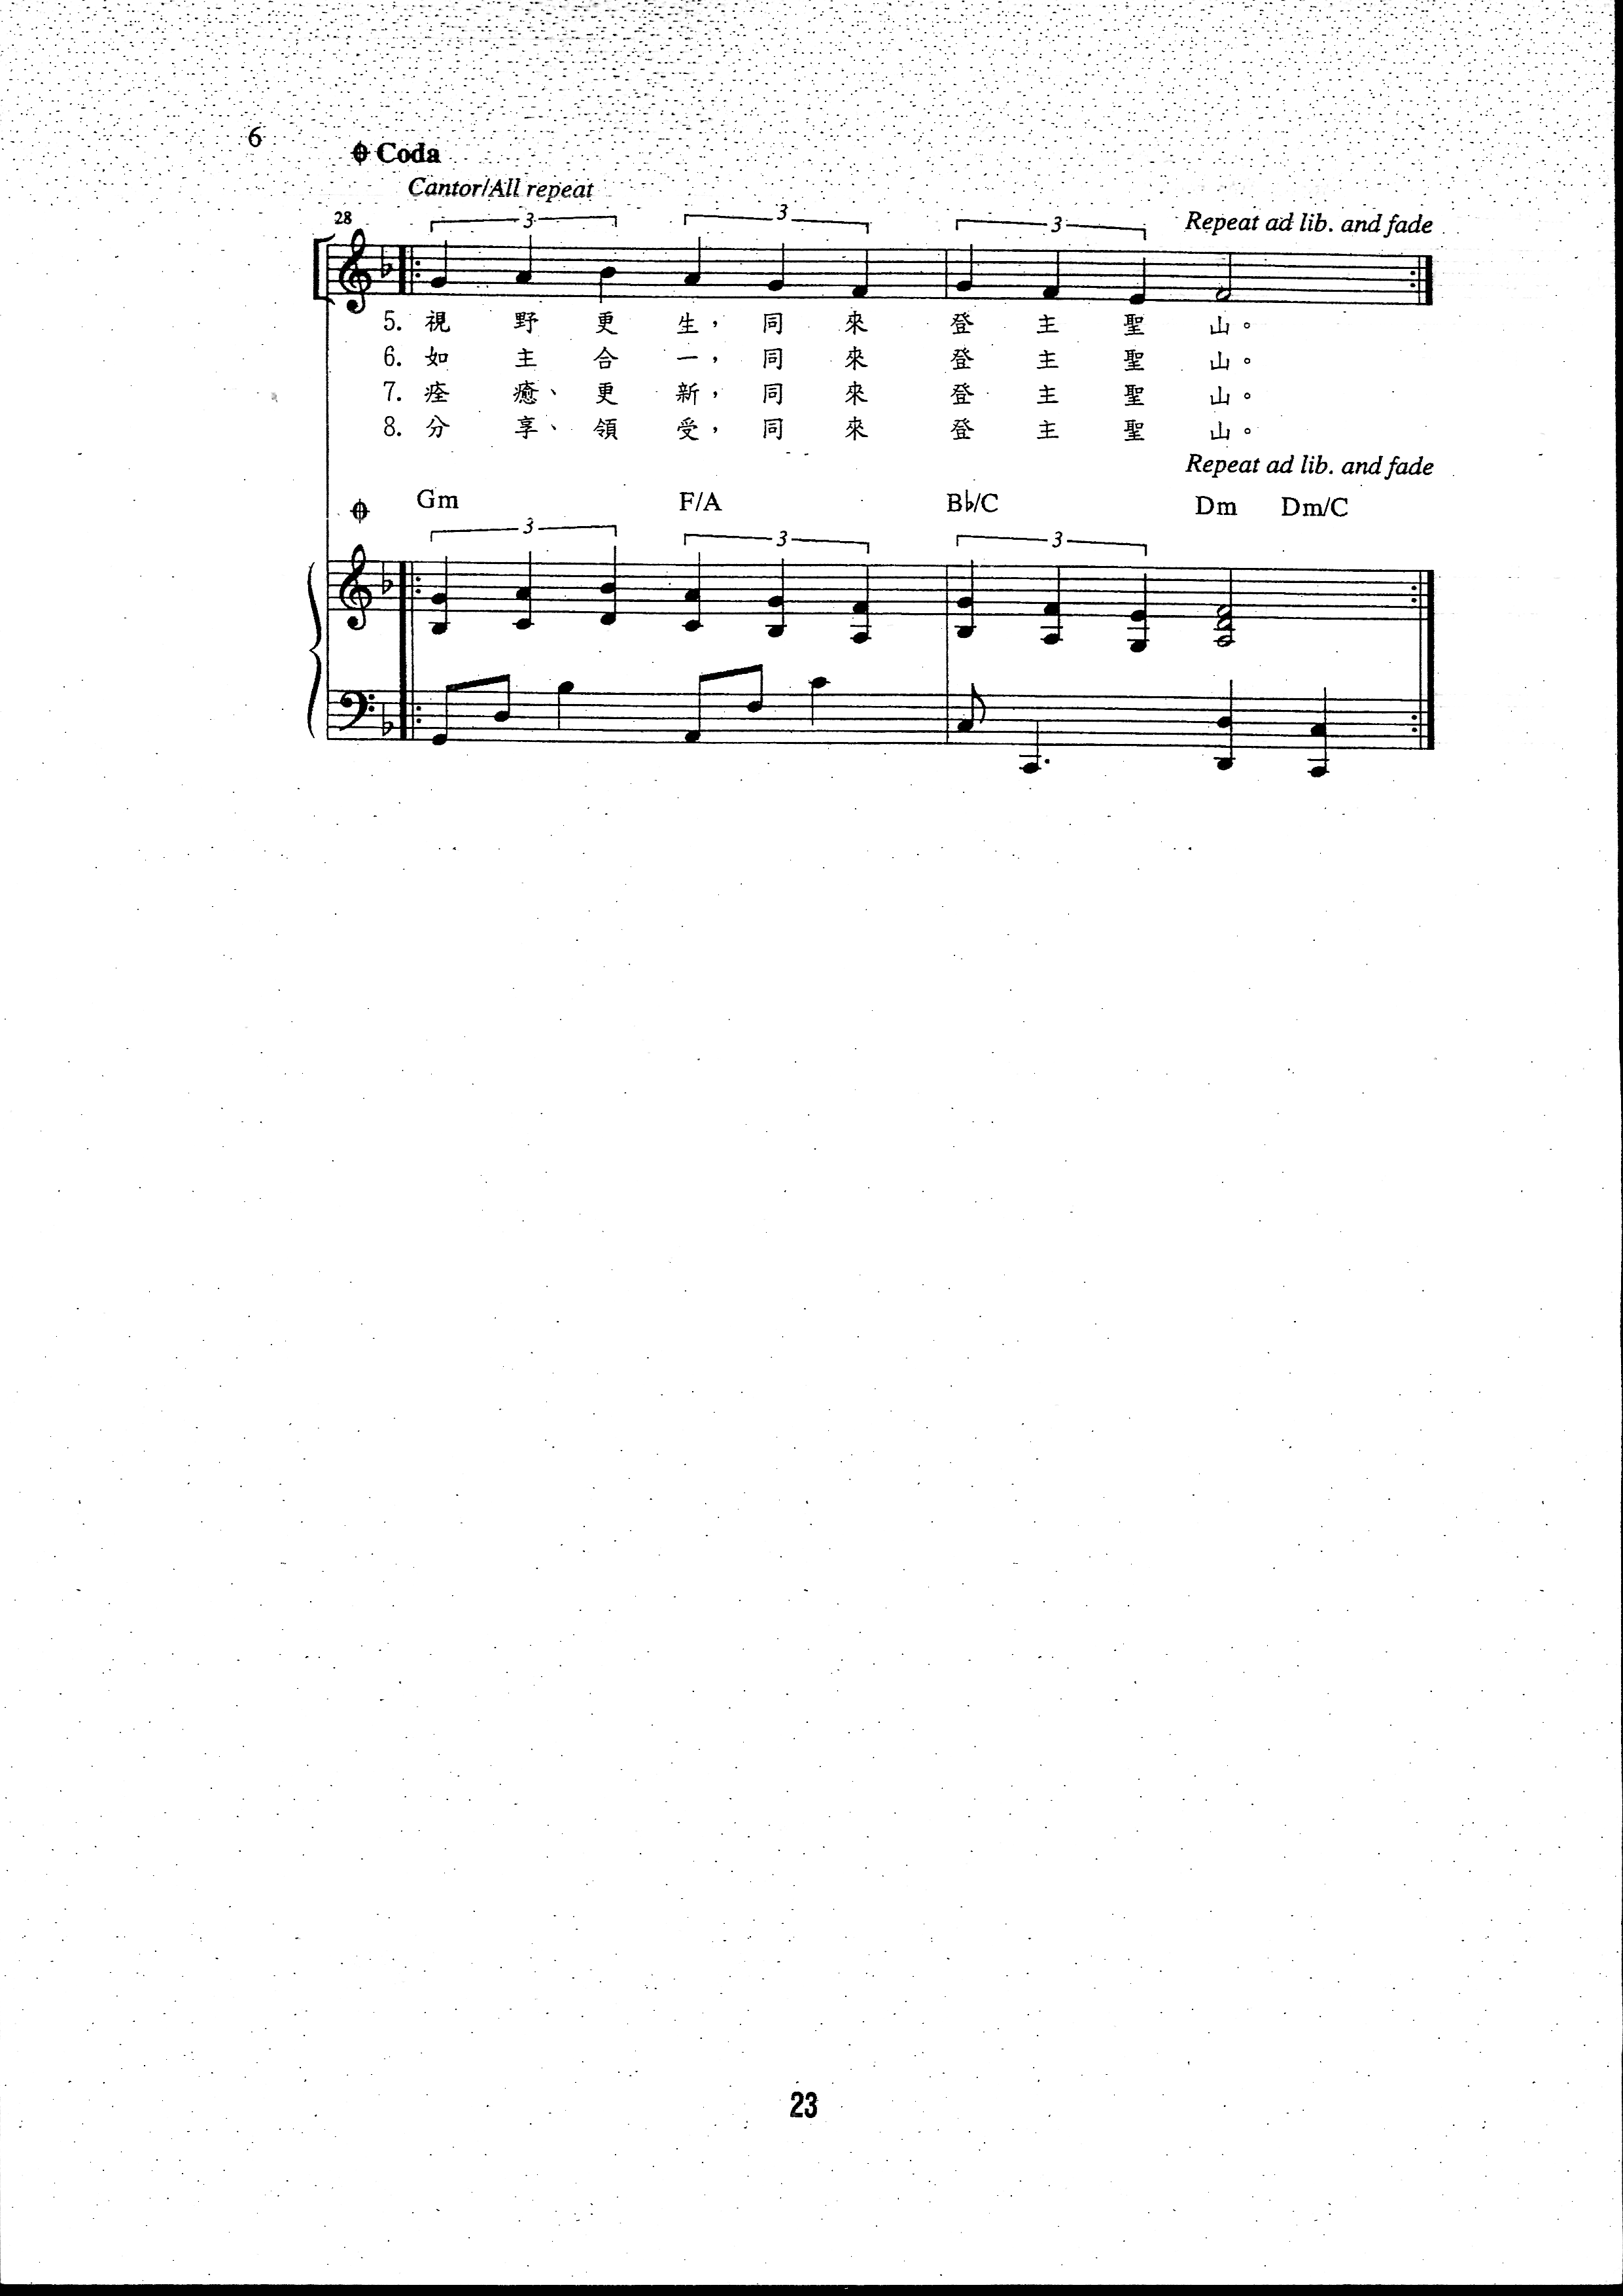 6
Coda
Cantor/All repeat
28
3 3 3 Repeat ad lib. and fade
5. 視野更生，同來登主聖山。
6. 如主合一，同來登主聖山。
7. 痊癒、更新，同來登主聖山。
8. 分享、領受，同來登主聖山。
Repeat ad lib. and fade
Gm F/A B♭/C Dm Dm/C
3 3 3
23